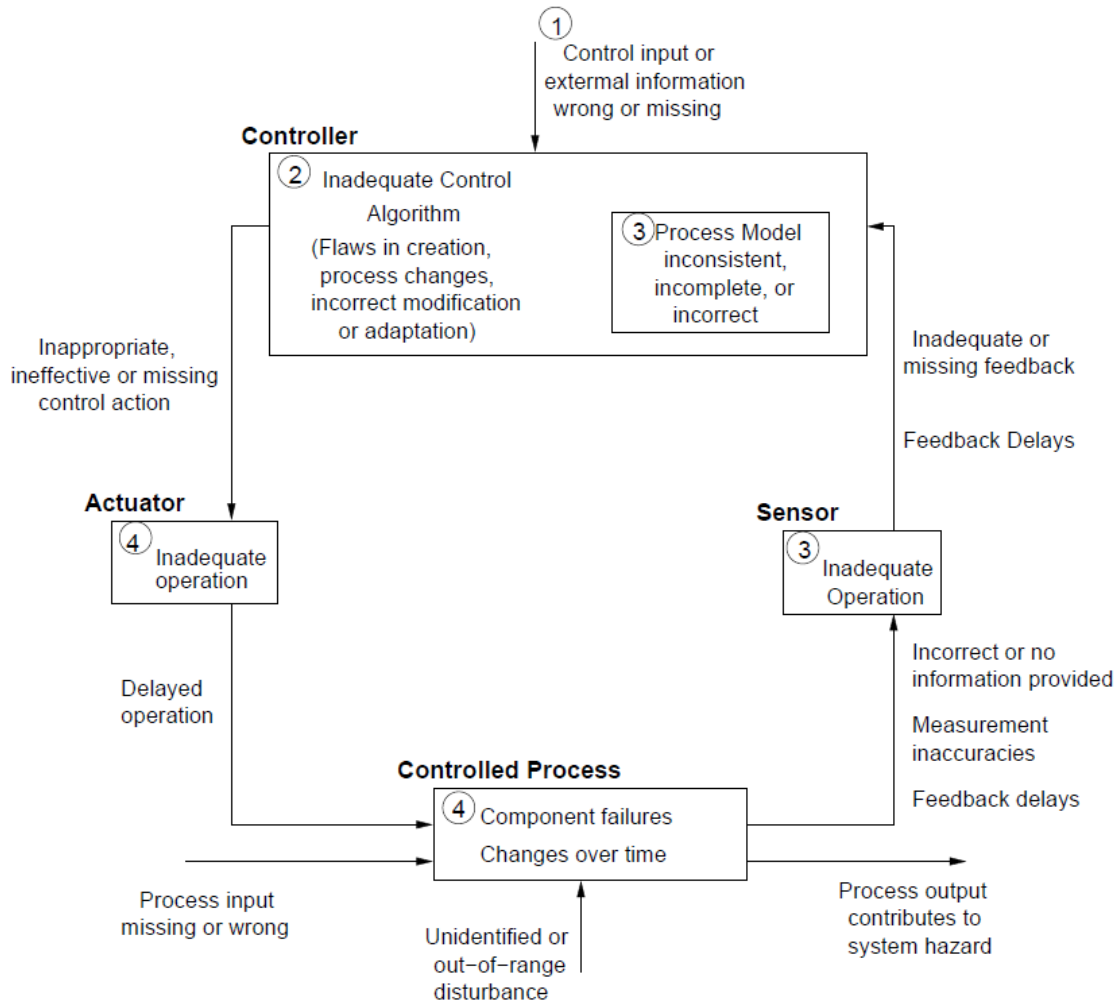 1
Control input or
extermal information
wrong or missing
Controller
2
Inadequate Control
Algorithm
(Flaws in creation,
process changes,
incorrect modification
or adaptation)
3
Process Model
inconsistent,
incomplete, or
incorrect
Inappropriate,
ineffective or missing
control action
Inadequate or
missing feedback
Feedback Delays
Actuator
4
Inadequate
operation
Sensor
3
Inadequate
Operation
Delayed
operation
Incorrect or no
information provided
Measurement
inaccuracies
Feedback delays
Controlled Process
4
Component failures
Changes over time
Process input
missing or wrong
Unidentified or
out−of−range
disturbance
Process output
contributes to
system hazard